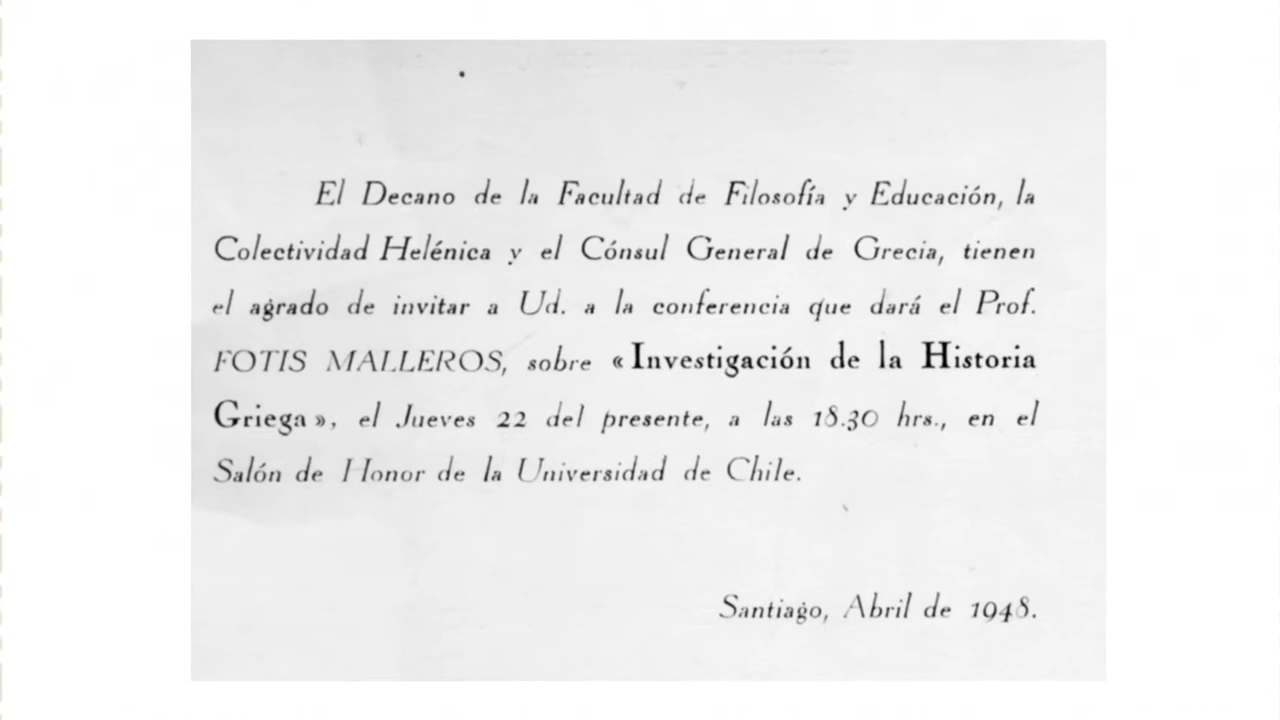 El Decano de la Facultad de Filosofía y Educación, la
Colectividad Helénica y el Cónsul General de Grecia, tienen
el agrado de invitar a Ud. a la conferencia que dará el Prof.
FOTIS MALLEROS, sobre «Investigación de la Historia
Griega», el Jueves 22 del presente, a las 18.30 hrs., en el
Salón de Honor de la Universidad de Chile.
Santiago, Abril de 1948.